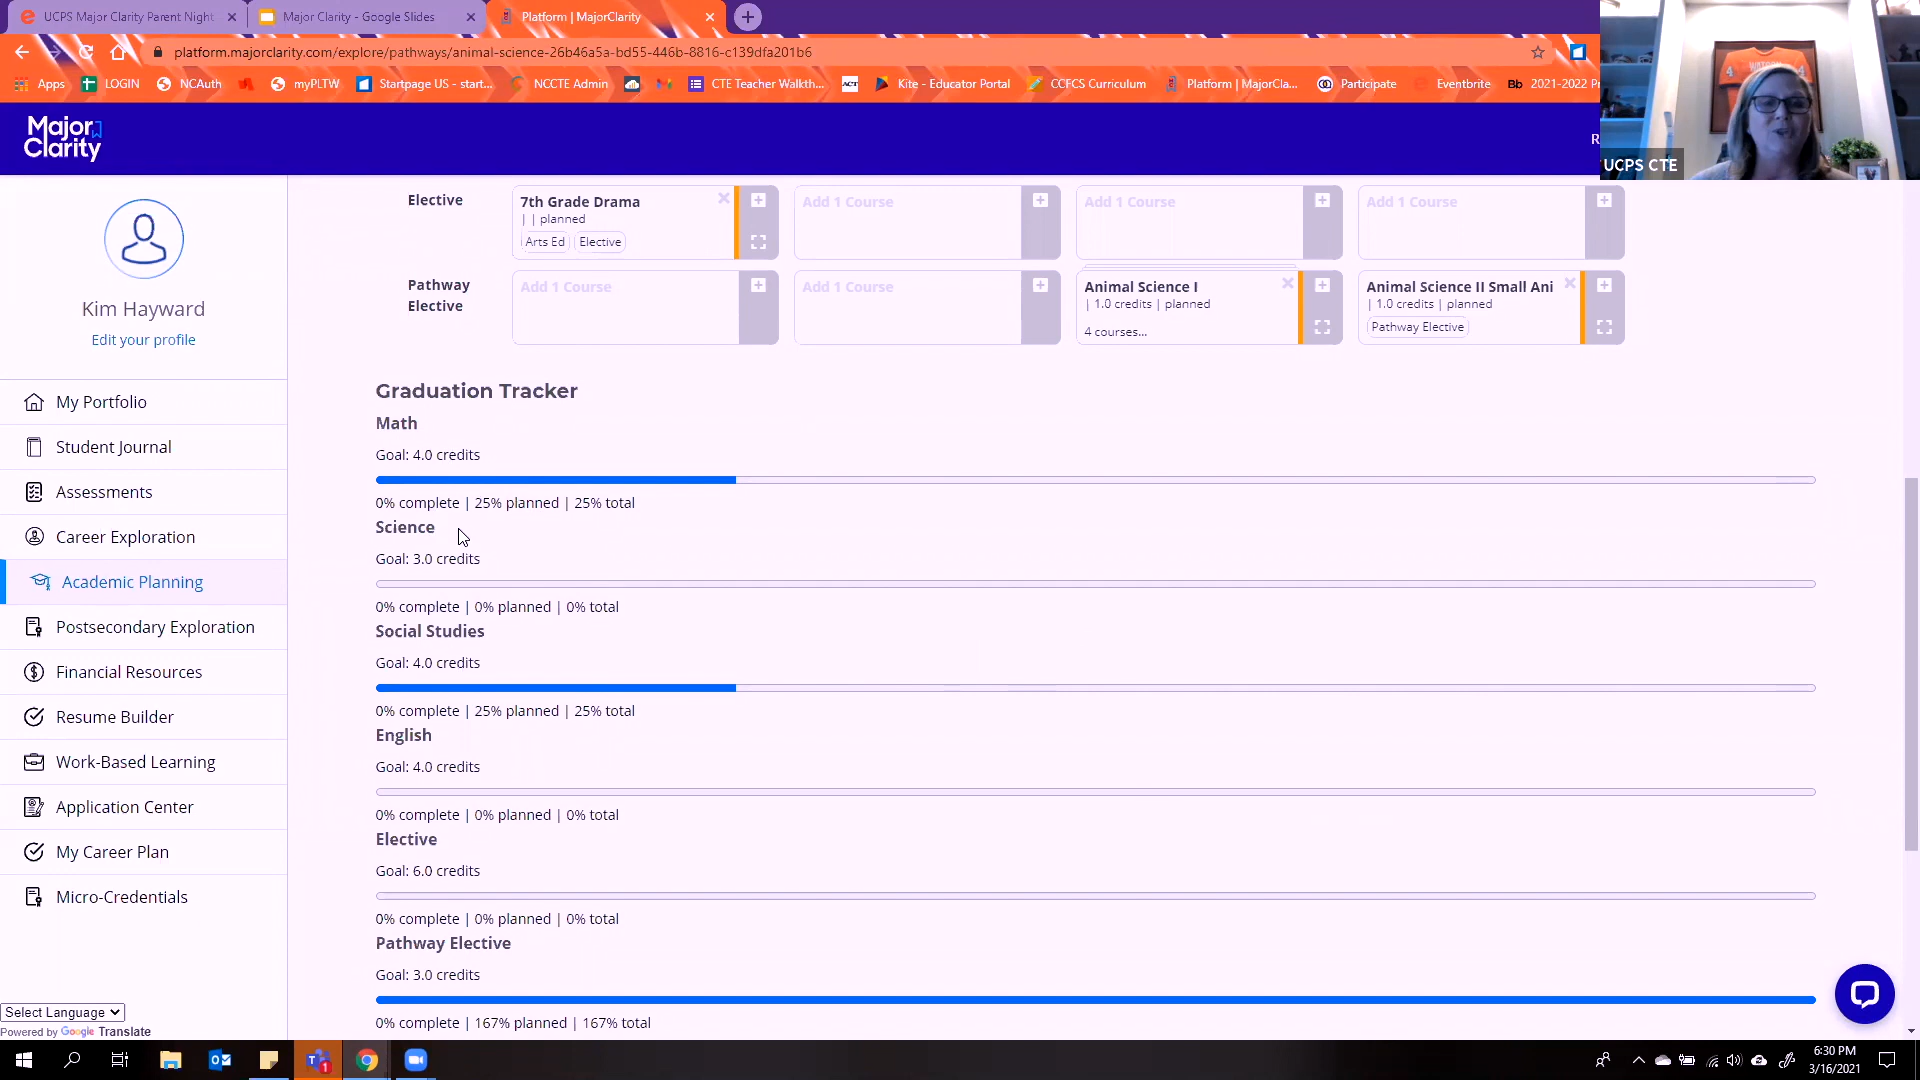 UCPS Major Clarity Parent Night
Major Clarity - Google Slides
Platform | MajorClarity
platform.majorclarity.com/explore/pathways/animal-science-26b46a5a-bd55-446b-8816-c139dfa201b6
Apps
LOGIN
NCAuth
myPLTW
Startpage US - start...
NCCTE Admin
CTE Teacher Walkth...
ACT
Kite - Educator Portal
CCFCS Curriculum
Platform | MajorCla...
Participate
Eventbrite
Bb 2021-2022 P
Major
Clarity
R
UCPS CTE
Kim Hayward
Edit your profile
My Portfolio
Student Journal
Assessments
Career Exploration
Academic Planning
Postsecondary Exploration
Financial Resources
Resume Builder
Work-Based Learning
Application Center
My Career Plan
Micro-Credentials
Select Language
Powered by Google Translate
Elective
7th Grade Drama
| | planned
Arts Ed Elective
Add 1 Course
Add 1 Course
Add 1 Course
Pathway
Elective
Add 1 Course
Add 1 Course
Animal Science I
| 1.0 credits | planned
4 courses...
Animal Science II Small Ani
| 1.0 credits | planned
Pathway Elective
Graduation Tracker
Math
Goal: 4.0 credits
0% complete | 25% planned | 25% total
Science
Goal: 3.0 credits
0% complete | 0% planned | 0% total
Social Studies
Goal: 4.0 credits
0% complete | 25% planned | 25% total
English
Goal: 4.0 credits
0% complete | 0% planned | 0% total
Elective
Goal: 6.0 credits
0% complete | 0% planned | 0% total
Pathway Elective
Goal: 3.0 credits
0% complete | 167% planned | 167% total
6:30 PM
3/16/2021